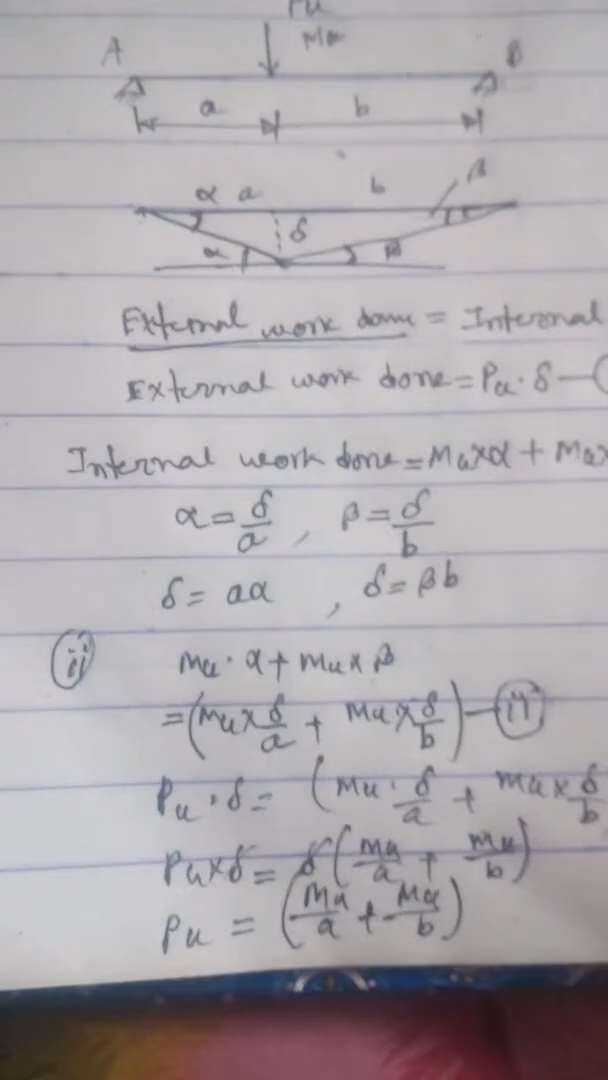 Pu
A Mu B
a b
α a b β
δ
α β
External work done = Internal
External work done = Pu · δ — (
Internal work done = Mu×α + Mu×
α = δ/a , β = δ/b
δ = aα , δ = βb
(ii) Mu · α + Mu × β
= (Mu × δ/a + Mu × δ/b) — (ii)
Pu · δ = (Mu · δ/a + Mu × δ/b
Pu × δ = δ (Mu/a + Mu/b)
Pu = (Mu/a + Mu/b)